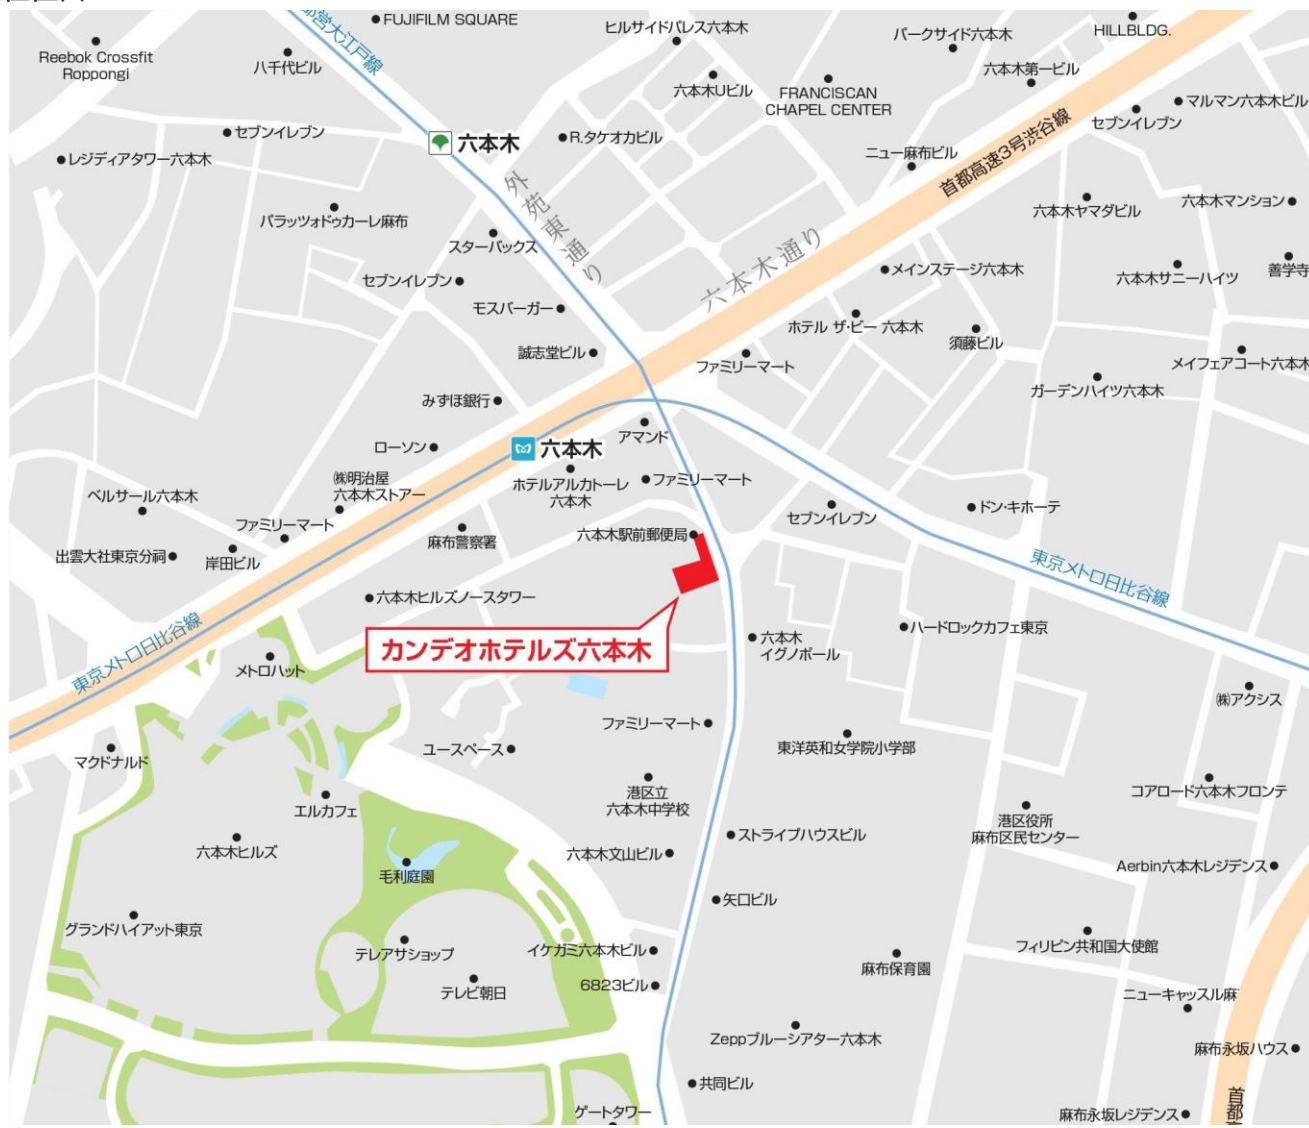 FUJIFILM SQUARE
Reebok Crossfit
Roppongi
八千代ビル
都営大江戸線
ヒルサイドパレス六本木
パークサイド六本木
HILLBLDG.
六本木Uビル
FRANCISCAN
CHAPEL CENTER
六本木第一ビル
マルマン六本木ビル
セブンイレブン
セブンイレブン
レジディアタワー六本木
六本木
R.タケオカビル
ニュー麻布ビル
首都高速3号渋谷線
外苑東通り
パラッツォドゥカーレ麻布
スターバックス
六本木ヤマダビル
六本木マンション
六本木通り
セブンイレブン
メインステージ六本木
六本木サニーハイツ
善学寺
モスバーガー
ホテル ザ・ビー 六本木
須藤ビル
誠志堂ビル
ファミリーマート
メイフェアコート六本木
ガーデンハイツ六本木
みずほ銀行
アマンド
ローソン
六本木
㈱明治屋
六本木ストアー
ホテルアルカトーレ
六本木
ファミリーマート
ベルサール六本木
ファミリーマート
セブンイレブン
ドン・キホーテ
出雲大社東京分祠
岸田ビル
麻布警察署
六本木駅前郵便局
東京メトロ日比谷線
六本木ヒルズノースタワー
カンデオホテルズ六本木
六本木
イグノポール
ハードロックカフェ東京
東京メトロ日比谷線
メトロハット
㈱アクシス
ファミリーマート
マクドナルド
ユースペース
東洋英和女学院小学部
エルカフェ
港区立
六本木中学校
コアロード六本木フロンテ
港区役所
麻布区民センター
ストライプハウスビル
六本木ヒルズ
六本木文山ビル
毛利庭園
Aerbin六本木レジデンス
矢口ビル
グランドハイアット東京
テレアサショップ
イケガミ六本木ビル
フィリピン共和国大使館
麻布保育園
テレビ朝日
6823ビル
ニューキャッスル麻
Zeppブルーシアター六本木
麻布永坂ハウス
共同ビル
ゲートタワー
麻布永坂レジデンス
首都